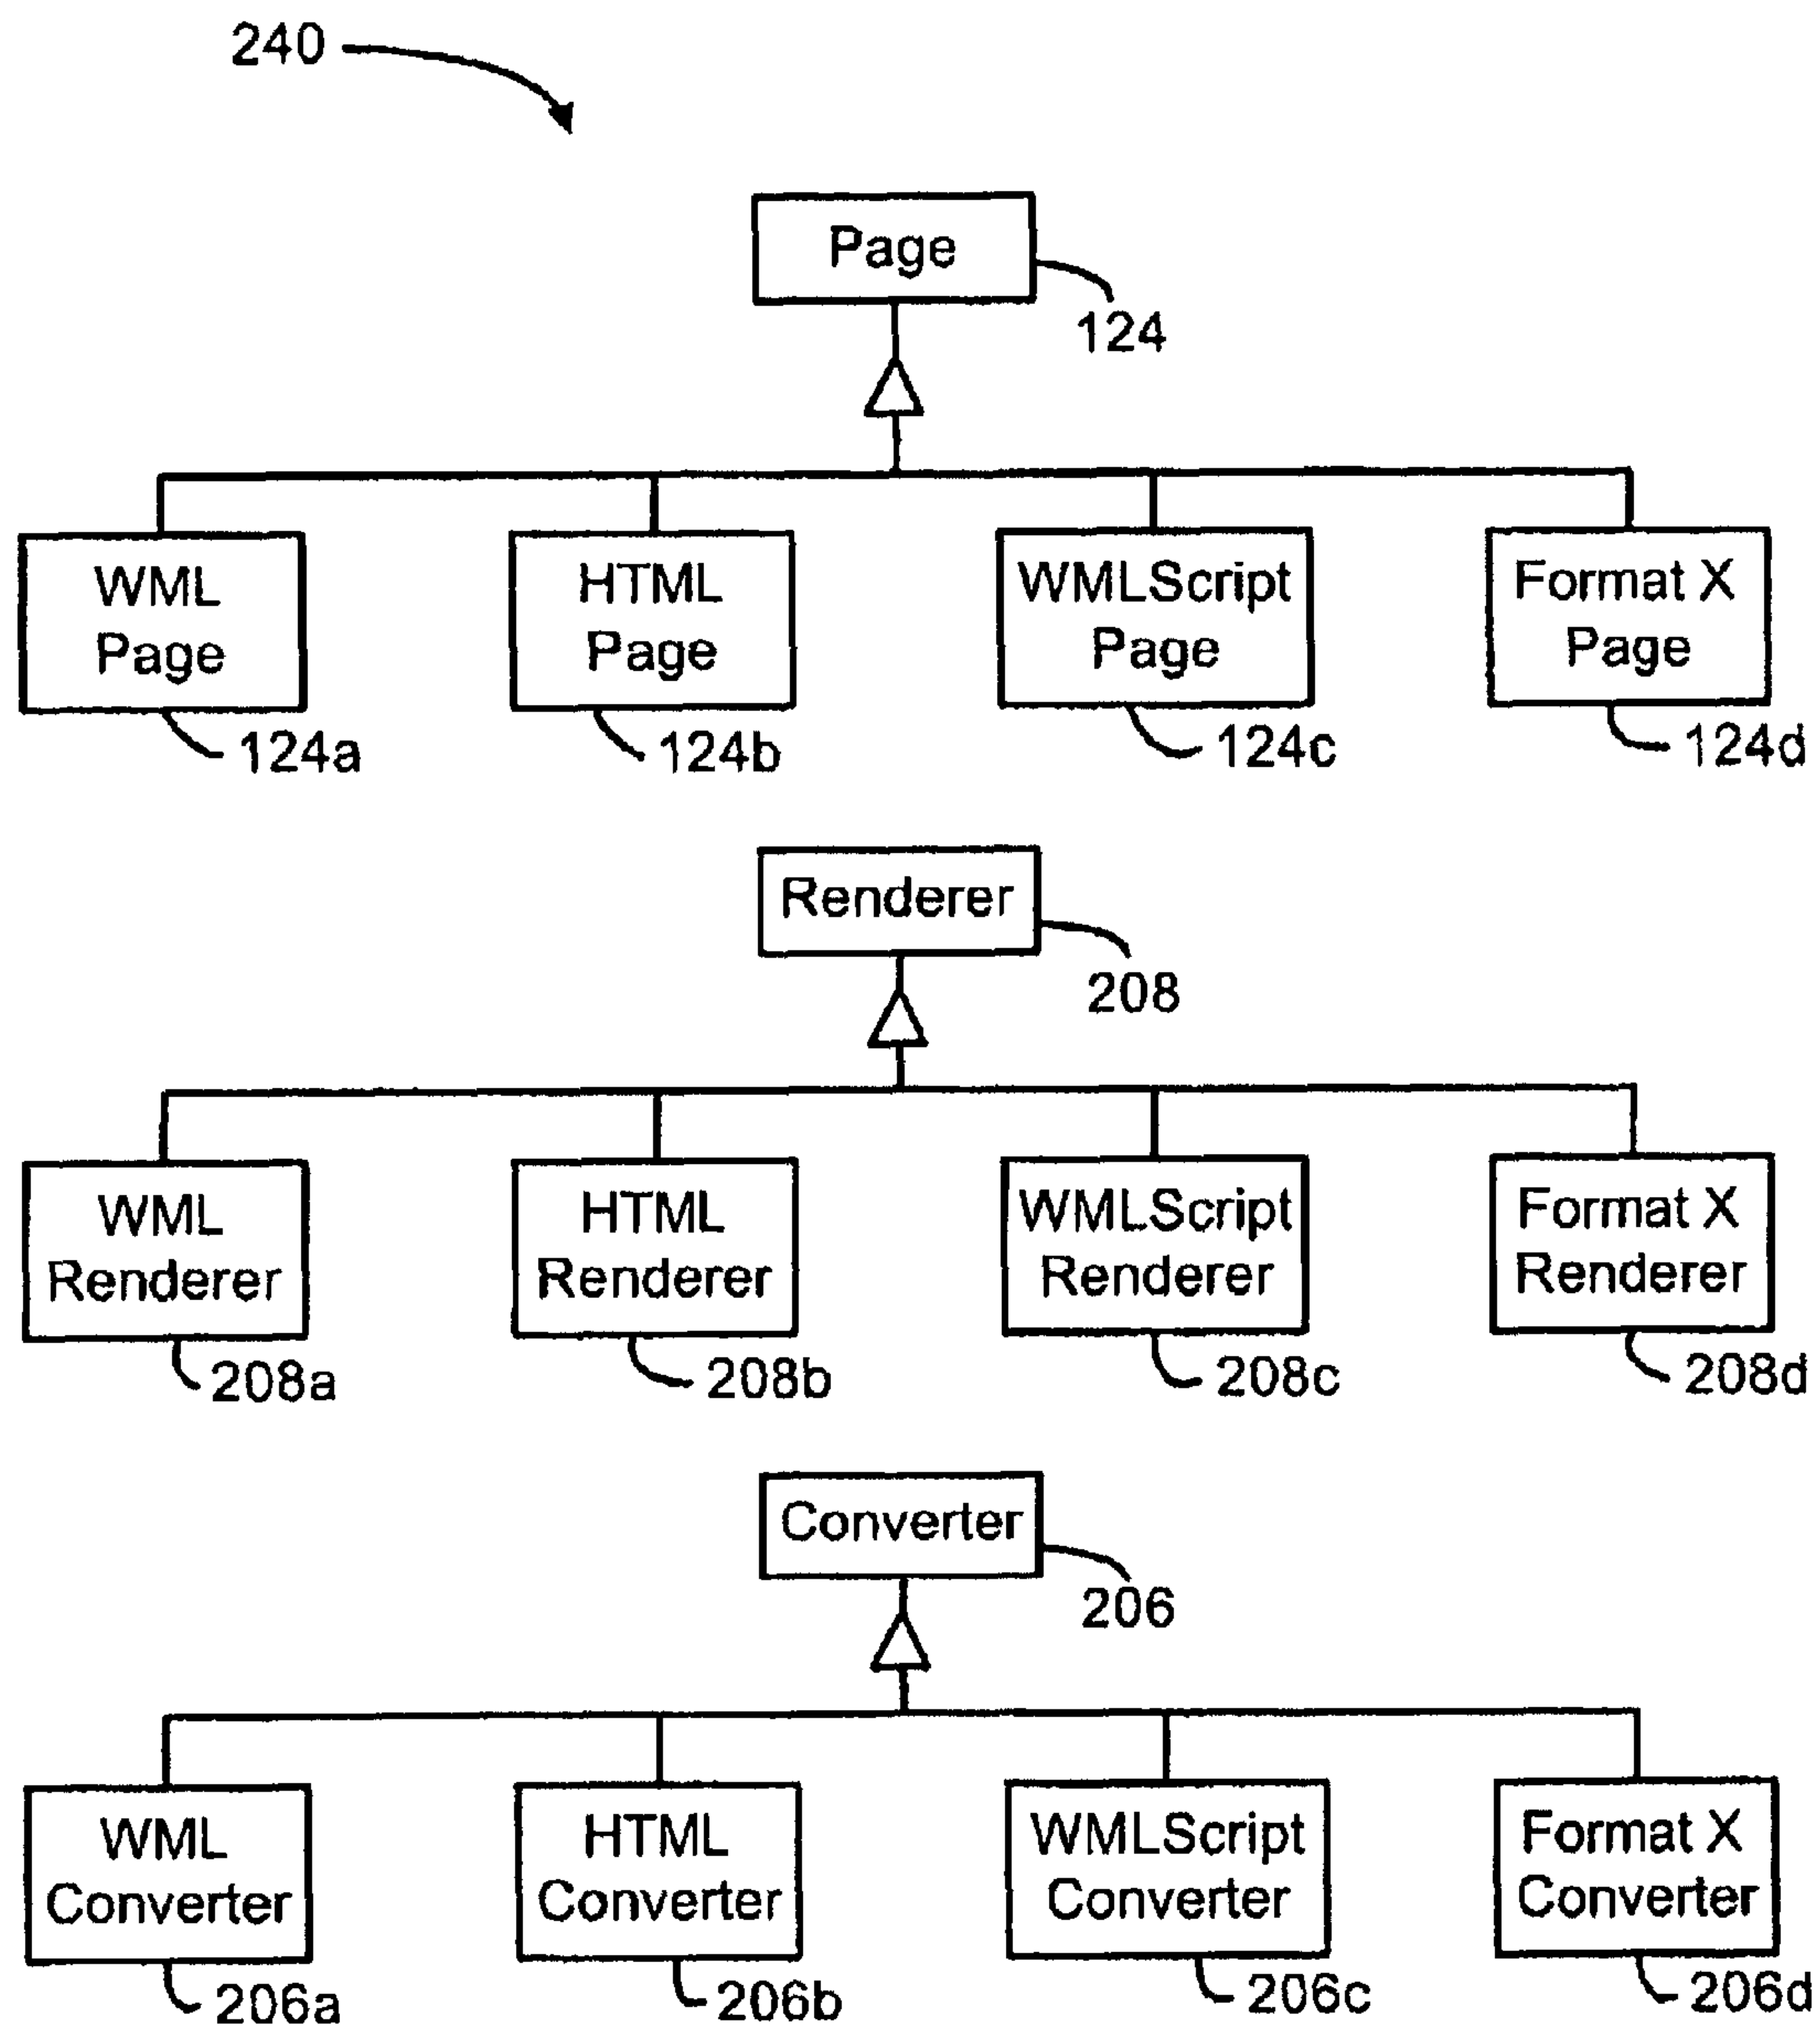 240
Page
124
WML
Page
124a
HTML
Page
124b
WMLScript
Page
124c
Format X
Page
124d
Renderer
208
WML
Renderer
208a
HTML
Renderer
208b
WMLScript
Renderer
208c
Format X
Renderer
208d
Converter
206
WML
Converter
206a
HTML
Converter
206b
WMLScript
Converter
206c
Format X
Converter
206d